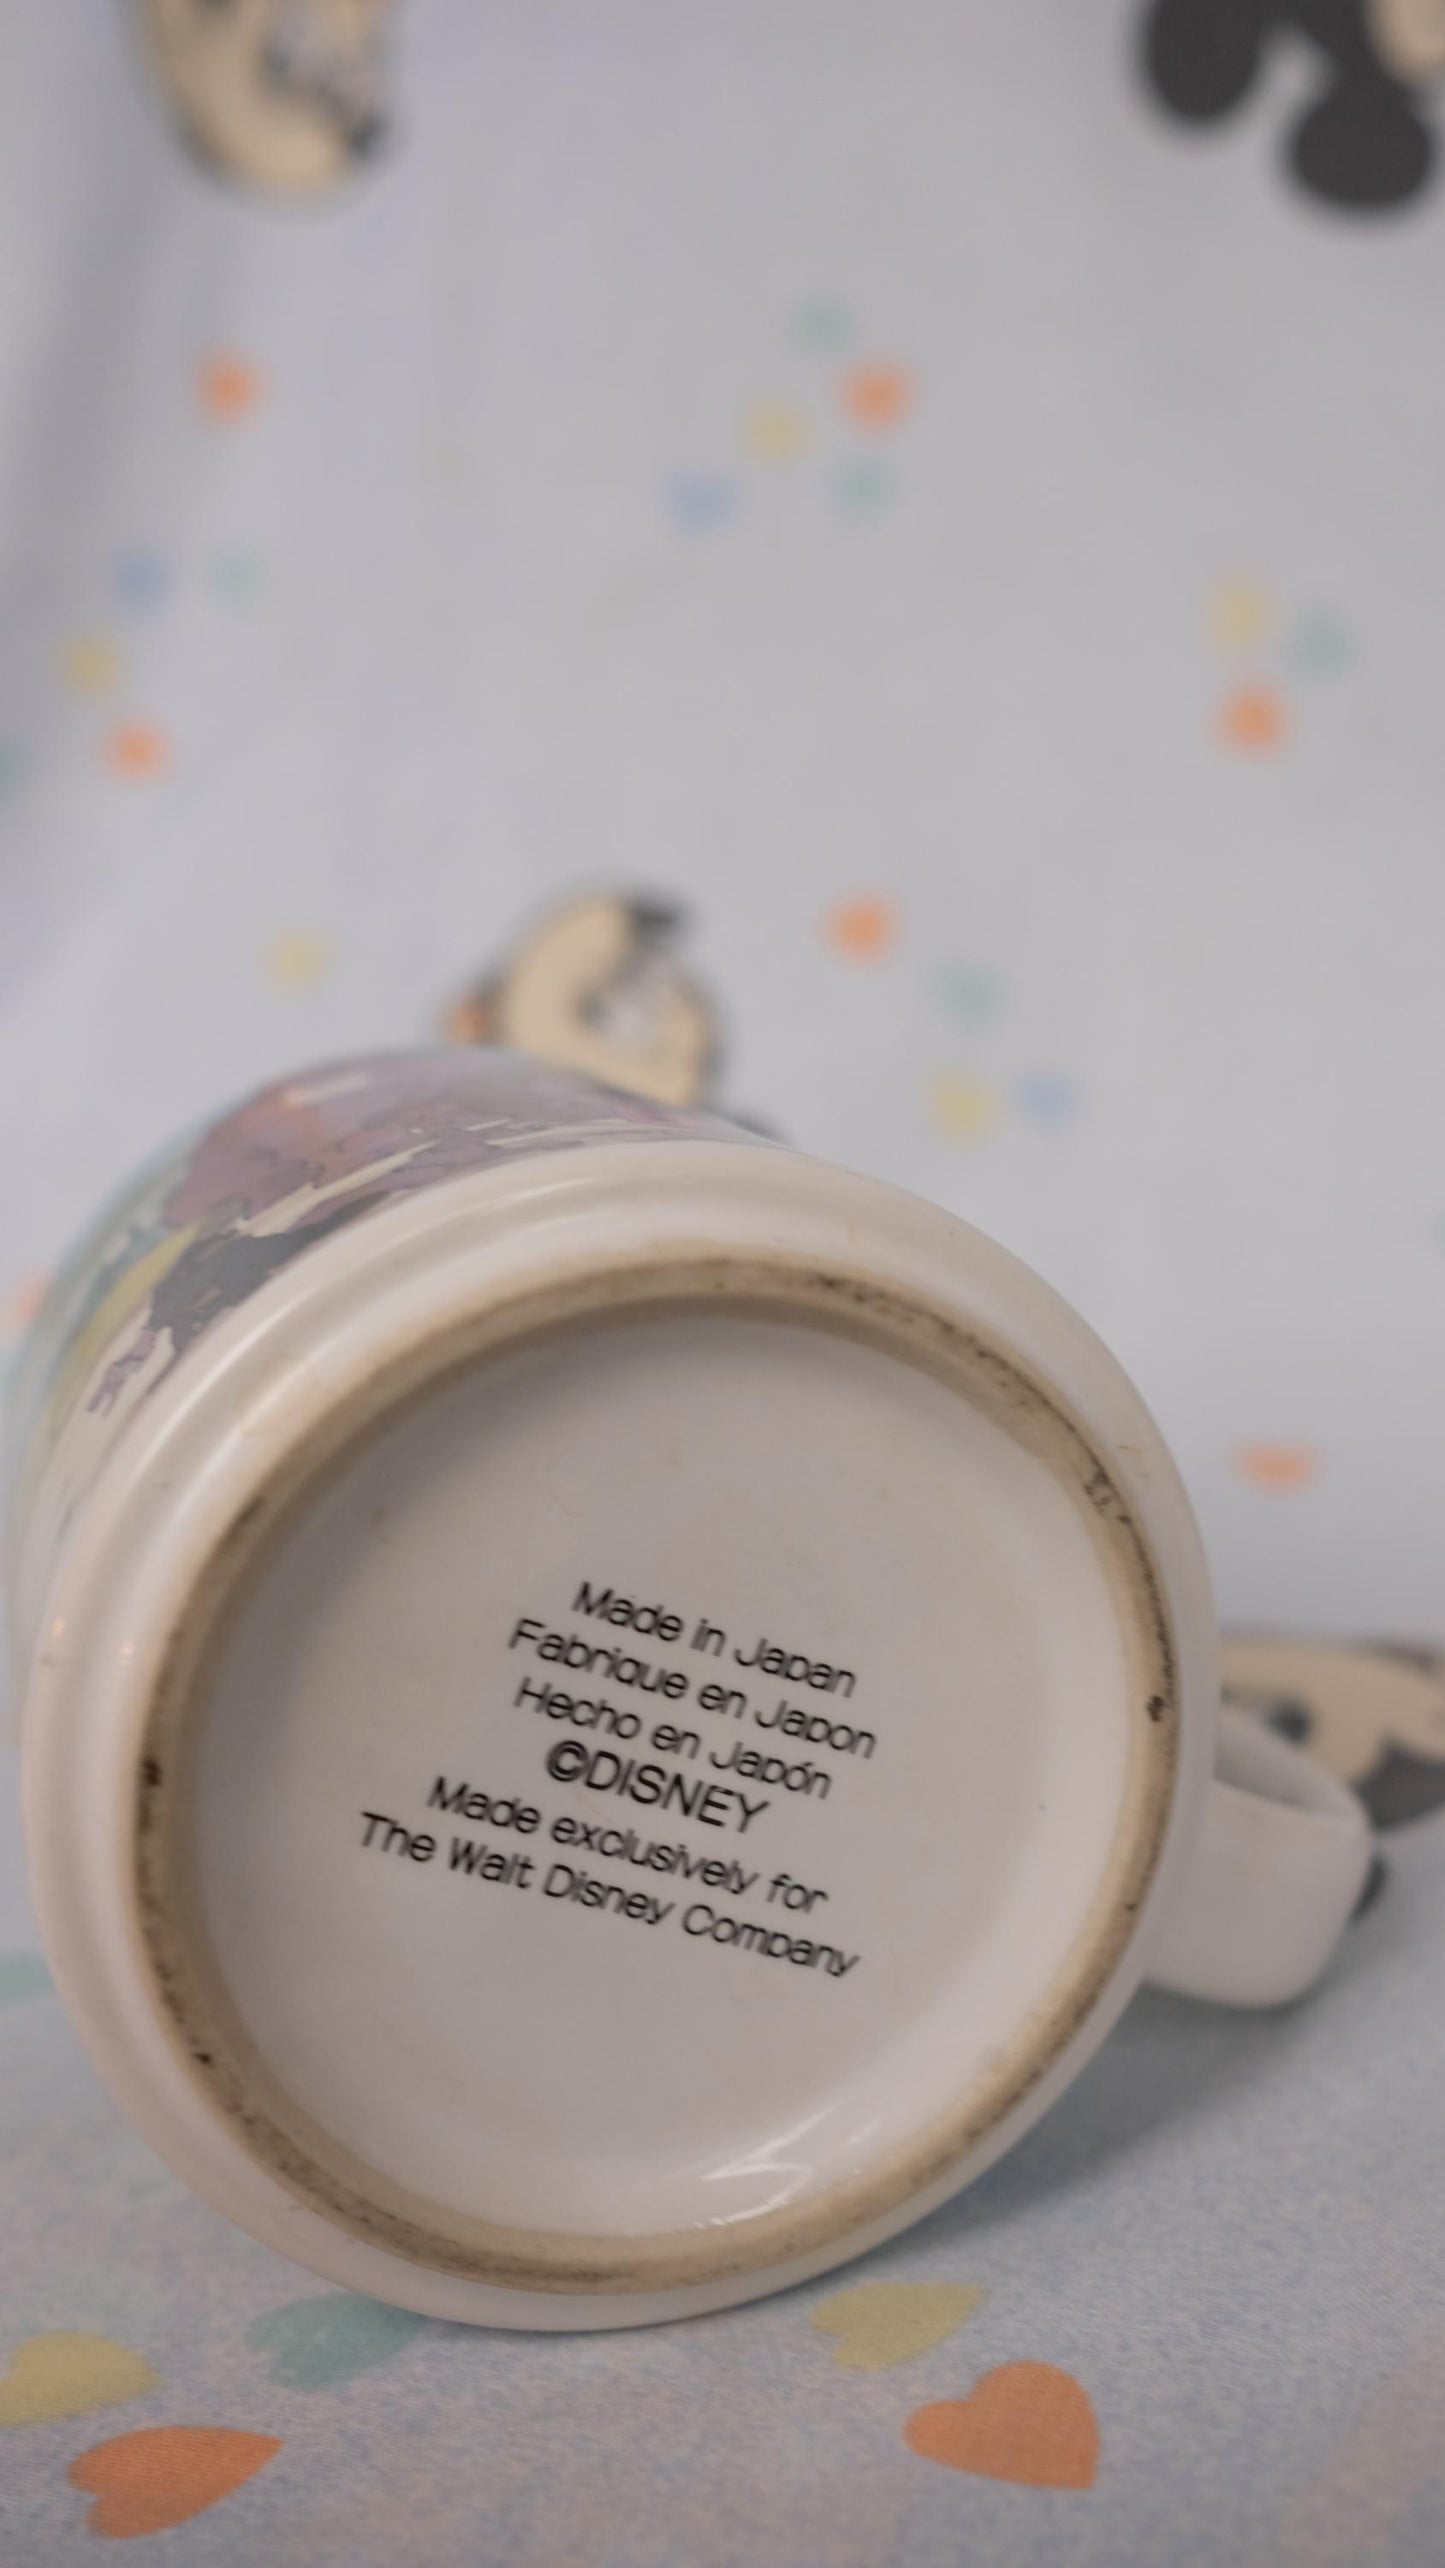 Made in Japan
Fabrique en Japon
Hecho en Japón
©DISNEY
Made exclusively for
The Walt Disney Company